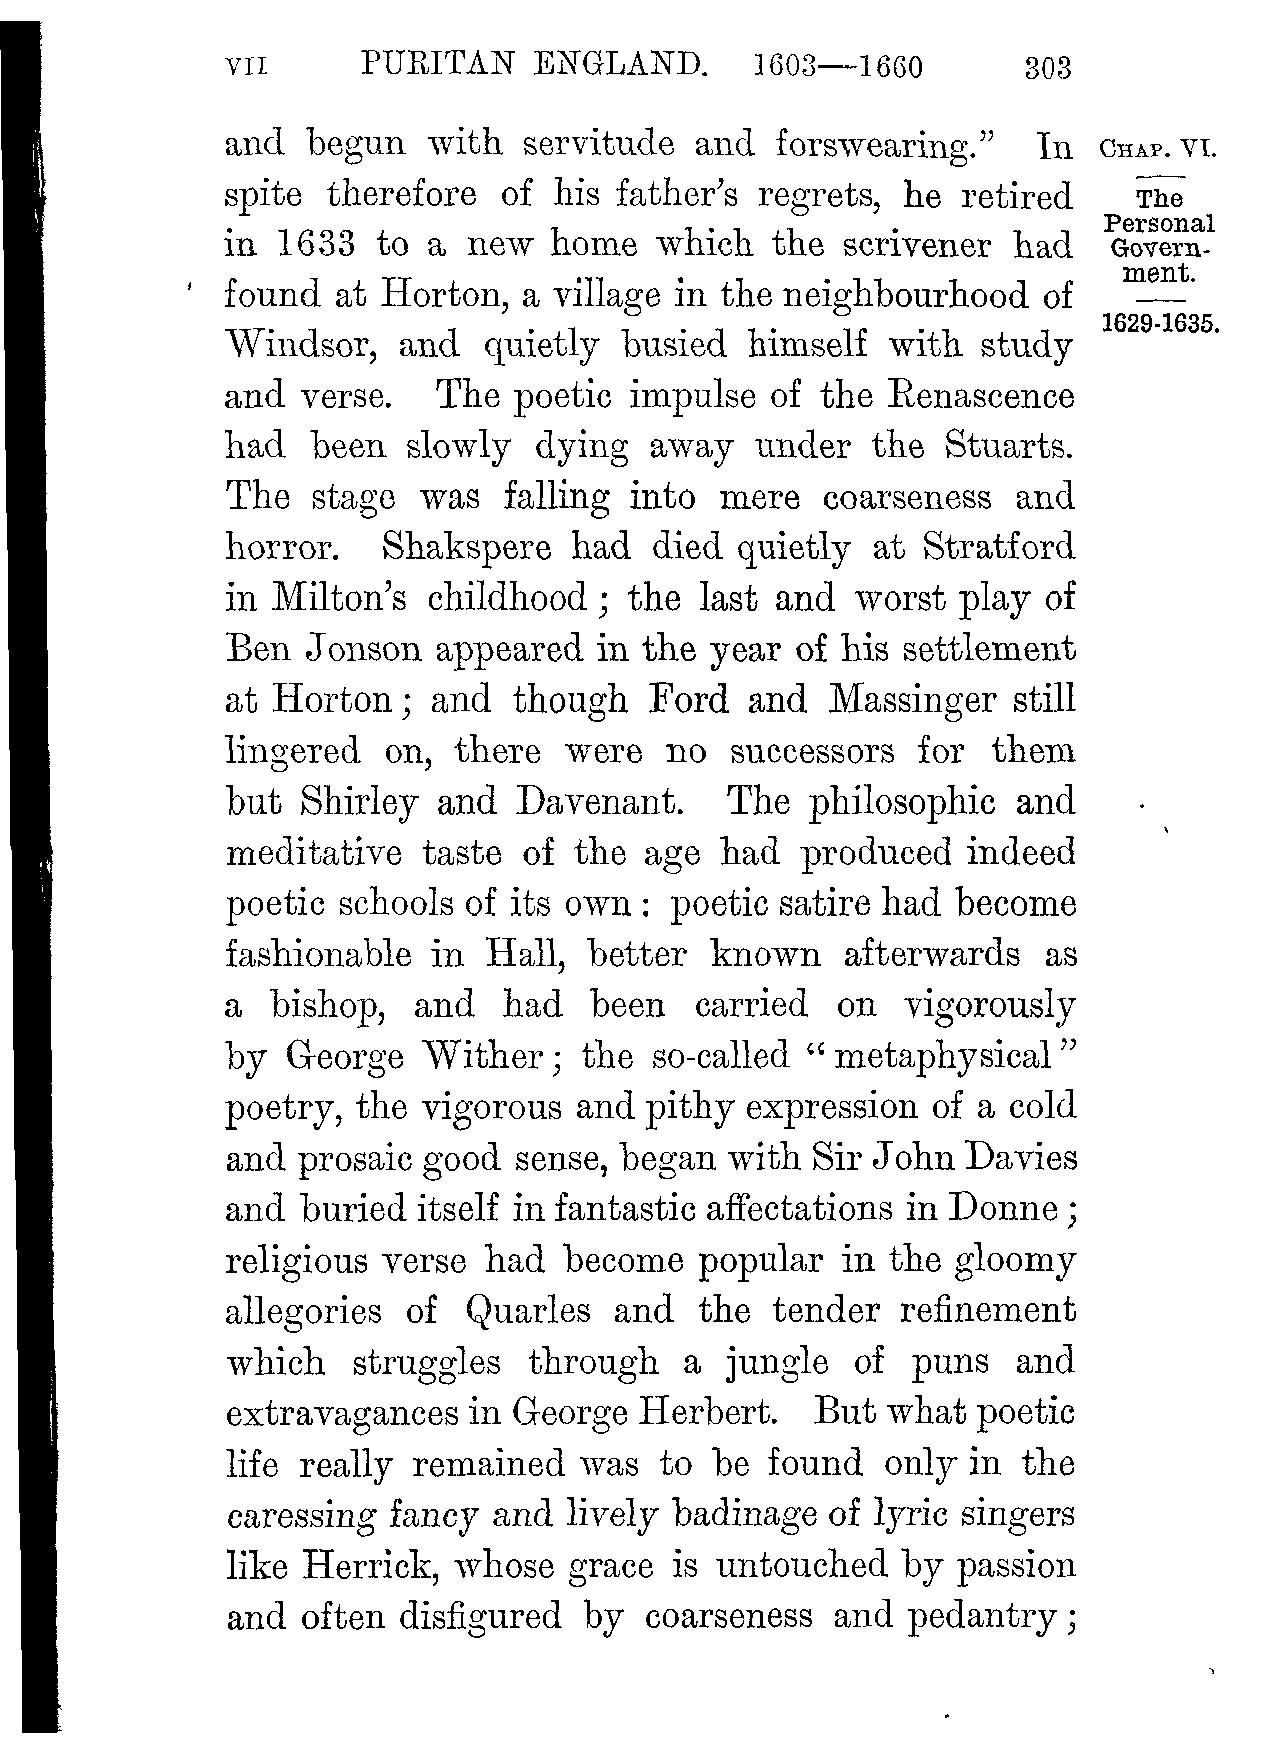 VII PURITAN ENGLAND. 1603—1660 303
and begun with servitude and forswearing.” In
spite therefore of his father’s regrets, he retired
in 1633 to a new home which the scrivener had
found at Horton, a village in the neighbourhood of
Windsor, and quietly busied himself with study
and verse. The poetic impulse of the Renascence
had been slowly dying away under the Stuarts.
The stage was falling into mere coarseness and
horror. Shakspere had died quietly at Stratford
in Milton’s childhood; the last and worst play of
Ben Jonson appeared in the year of his settlement
at Horton; and though Ford and Massinger still
lingered on, there were no successors for them
but Shirley and Davenant. The philosophic and
meditative taste of the age had produced indeed
poetic schools of its own: poetic satire had become
fashionable in Hall, better known afterwards as
a bishop, and had been carried on vigorously
by George Wither; the so-called “metaphysical”
poetry, the vigorous and pithy expression of a cold
and prosaic good sense, began with Sir John Davies
and buried itself in fantastic affectations in Donne;
religious verse had become popular in the gloomy
allegories of Quarles and the tender refinement
which struggles through a jungle of puns and
extravagances in George Herbert. But what poetic
life really remained was to be found only in the
caressing fancy and lively badinage of lyric singers
like Herrick, whose grace is untouched by passion
and often disfigured by coarseness and pedantry;
CHAP. VI.
The
Personal
Govern-
ment.
1629-1635.